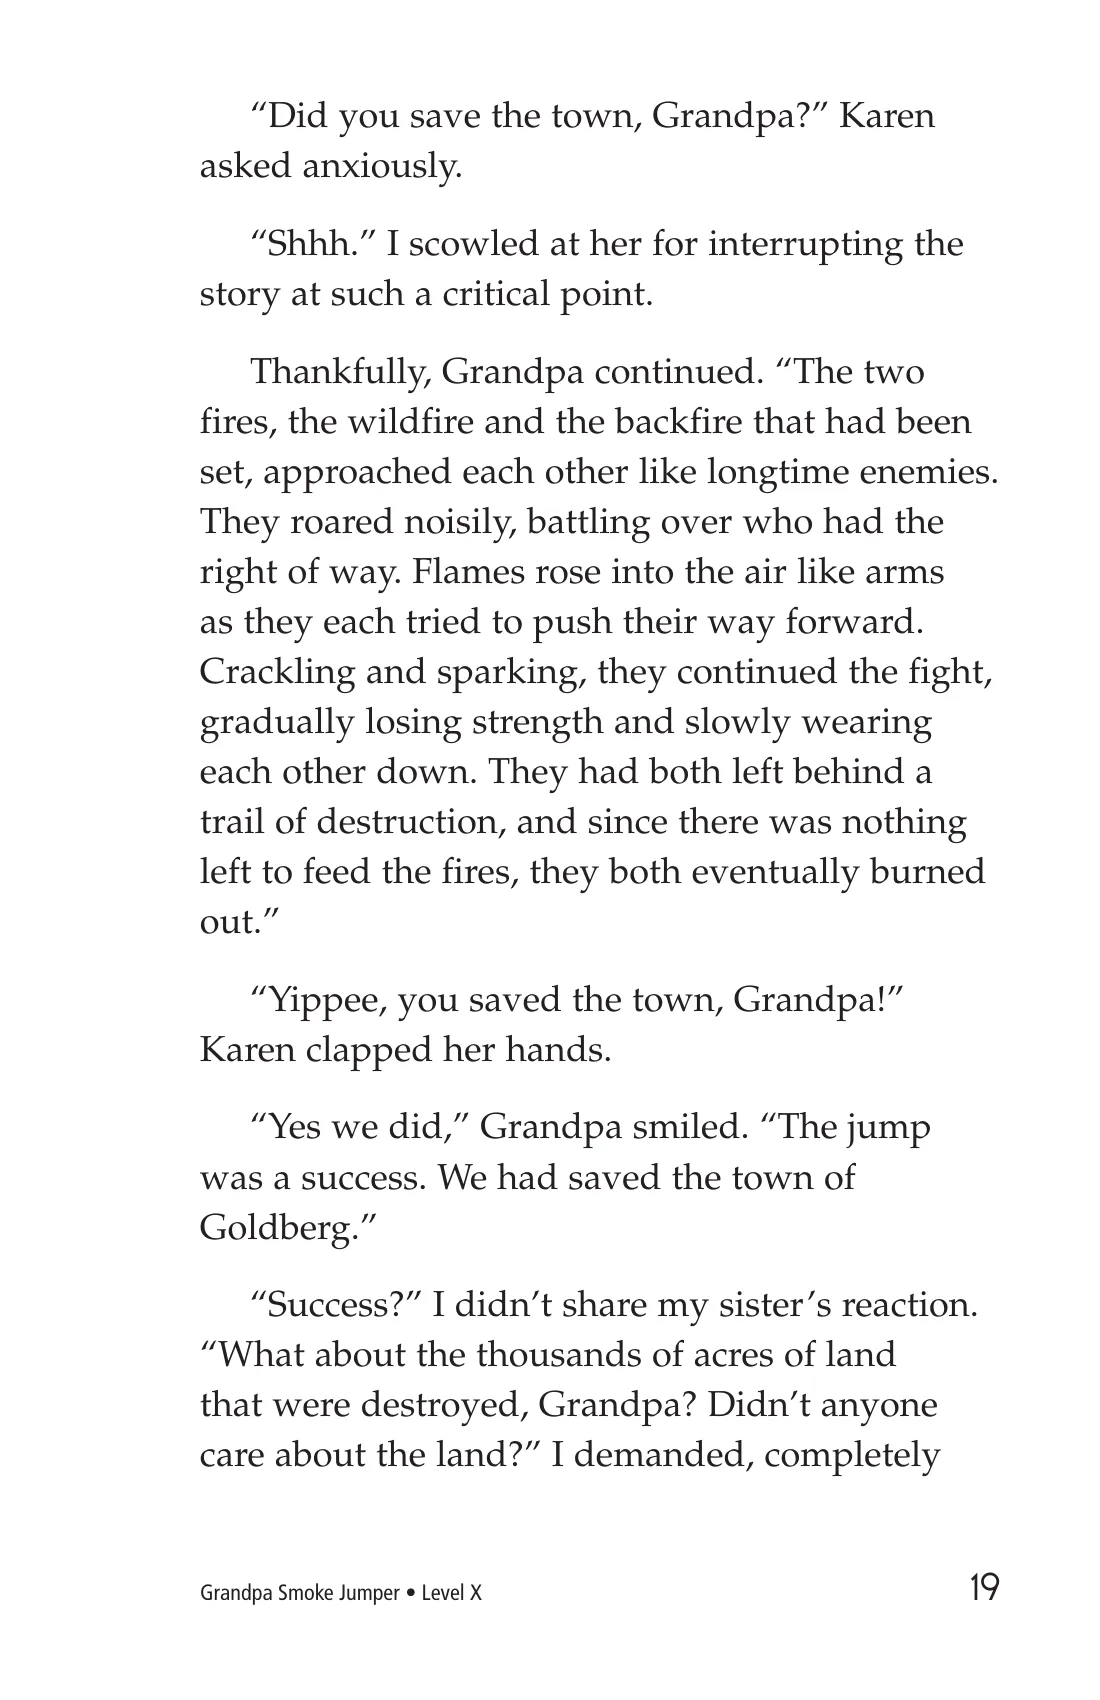 “Did you save the town, Grandpa?” Karen
asked anxiously.
“Shhh.” I scowled at her for interrupting the
story at such a critical point.
Thankfully, Grandpa continued. “The two
fires, the wildfire and the backfire that had been
set, approached each other like longtime enemies.
They roared noisily, battling over who had the
right of way. Flames rose into the air like arms
as they each tried to push their way forward.
Crackling and sparking, they continued the fight,
gradually losing strength and slowly wearing
each other down. They had both left behind a
trail of destruction, and since there was nothing
left to feed the fires, they both eventually burned
out.”
“Yippee, you saved the town, Grandpa!”
Karen clapped her hands.
“Yes we did,” Grandpa smiled. “The jump
was a success. We had saved the town of
Goldberg.”
“Success?” I didn’t share my sister’s reaction.
“What about the thousands of acres of land
that were destroyed, Grandpa? Didn’t anyone
care about the land?” I demanded, completely
Grandpa Smoke Jumper • Level X
19